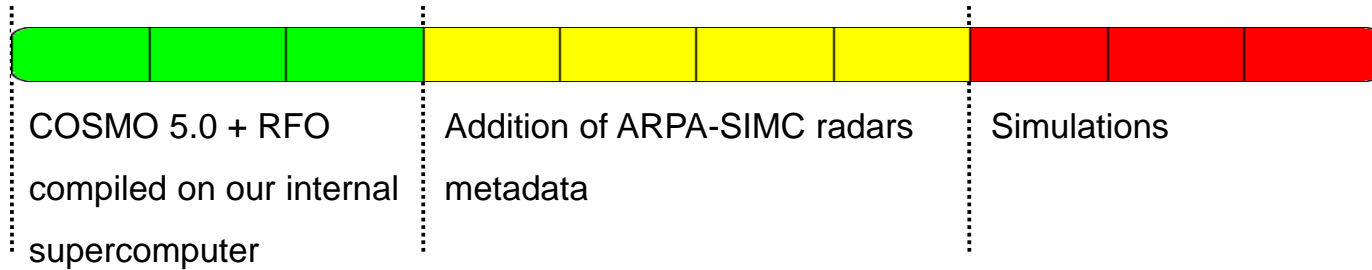 COSMO 5.0 + RFO
compiled on our internal
supercomputer
Addition of ARPA-SIMC radars
metadata
Simulations